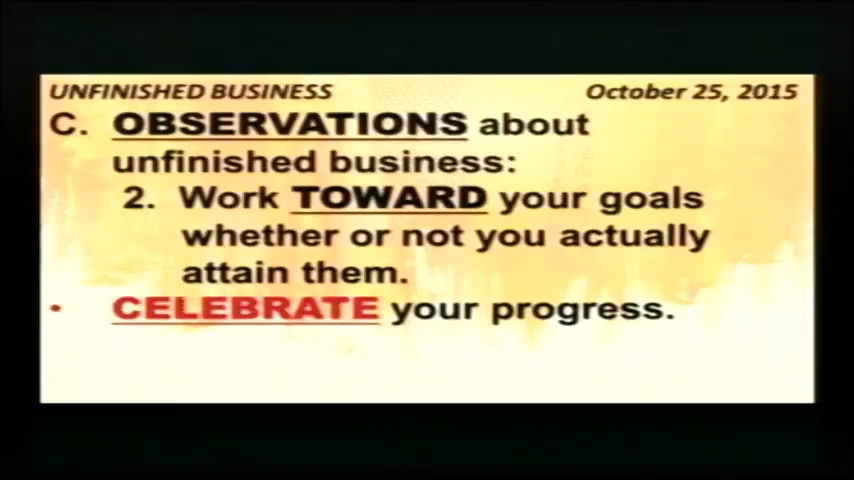 UNFINISHED BUSINESS October 25, 2015
C. OBSERVATIONS about
unfinished business:
2. Work TOWARD your goals
whether or not you actually
attain them.
• CELEBRATE your progress.